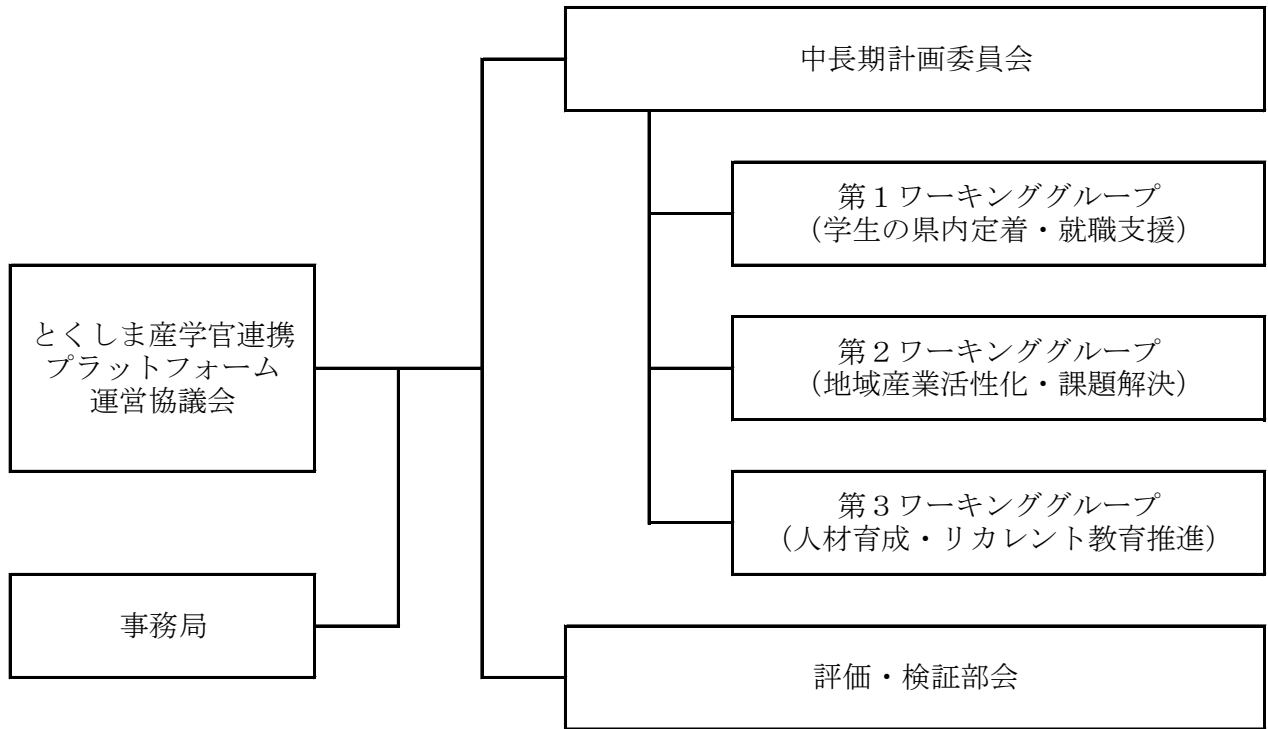 中長期計画委員会
第１ワーキンググループ
（学生の県内定着・就職支援）
とくしま産学官連携
プラットフォーム
運営協議会
第２ワーキンググループ
（地域産業活性化・課題解決）
第３ワーキンググループ
（人材育成・リカレント教育推進）
事務局
評価・検証部会